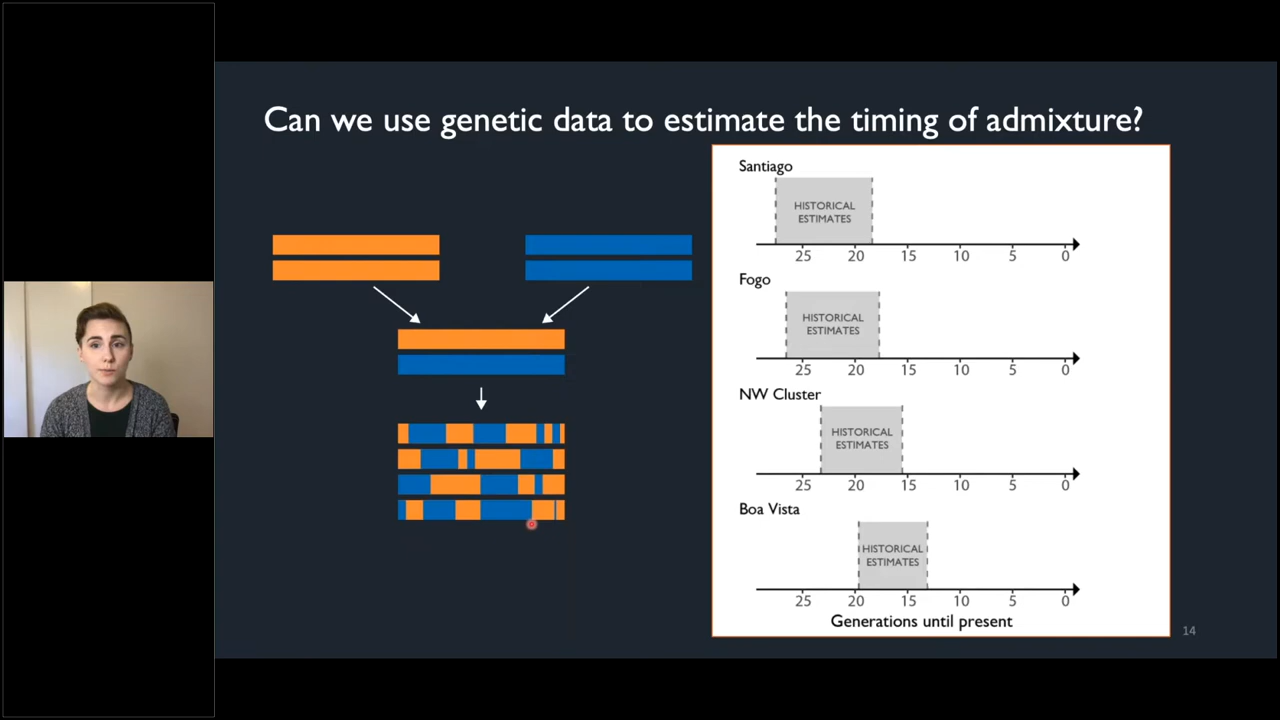 Can we use genetic data to estimate the timing of admixture?
Santiago
HISTORICAL
ESTIMATES
25 20 15 10 5 0
Fogo
HISTORICAL
ESTIMATES
25 20 15 10 5 0
NW Cluster
HISTORICAL
ESTIMATES
25 20 15 10 5 0
Boa Vista
HISTORICAL
ESTIMATES
25 20 15 10 5 0
Generations until present
14